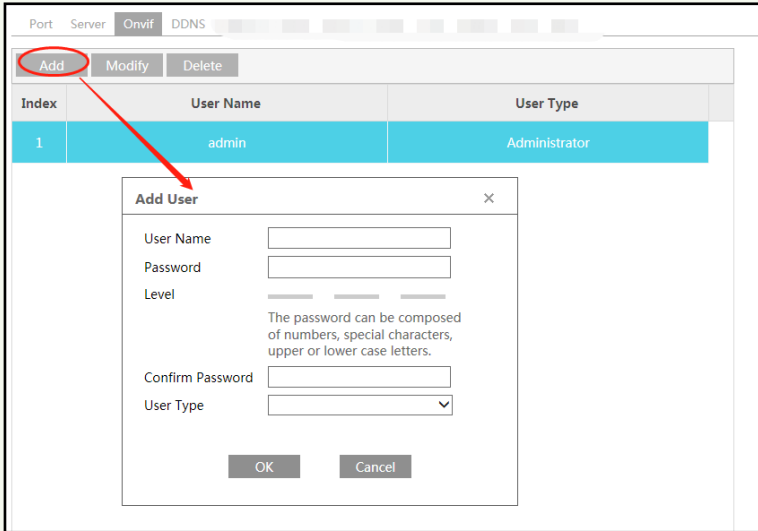 Port Server Onvif DDNS
Add Modify Delete
Index User Name User Type
1 admin Administrator
Add User ×
User Name
Password
Level
The password can be composed
of numbers, special characters,
upper or lower case letters.
Confirm Password
User Type
OK Cancel